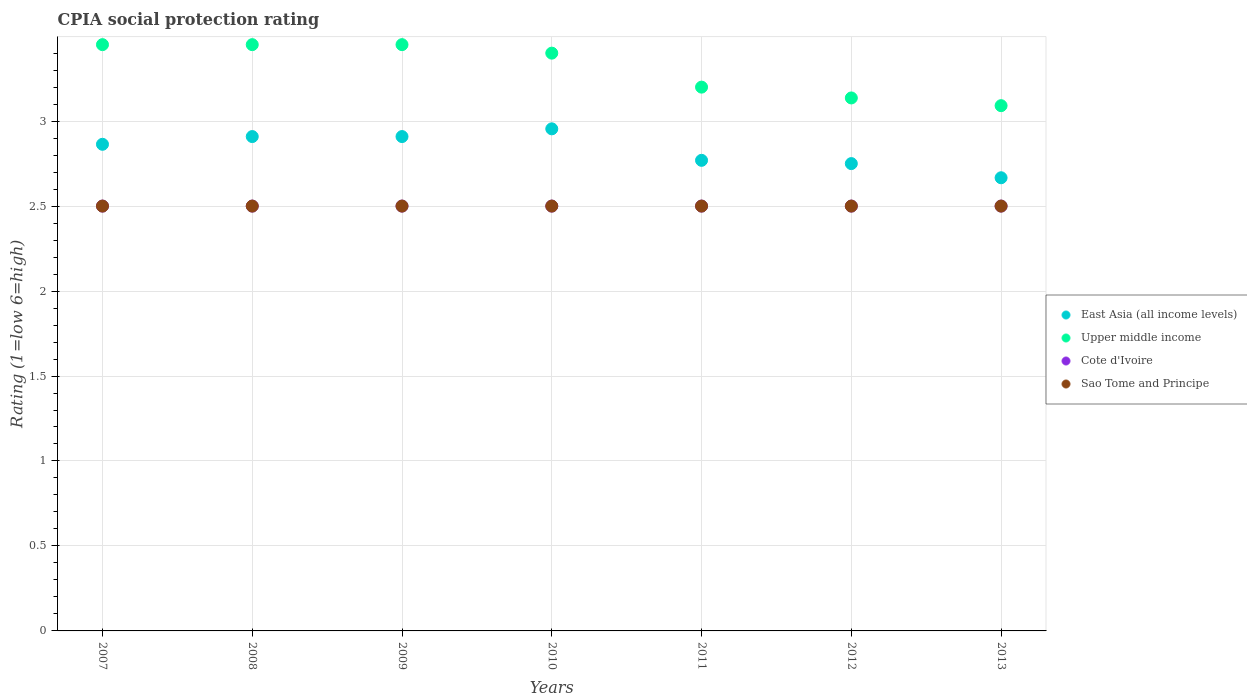 CPIA social protection rating
Rating (1=low 6=high)
3
2.5
2
1.5
1
0.5
0
2007
2008
2009
2010
2011
2012
2013
Years
East Asia (all income levels)
Upper middle income
Cote d'Ivoire
Sao Tome and Principe